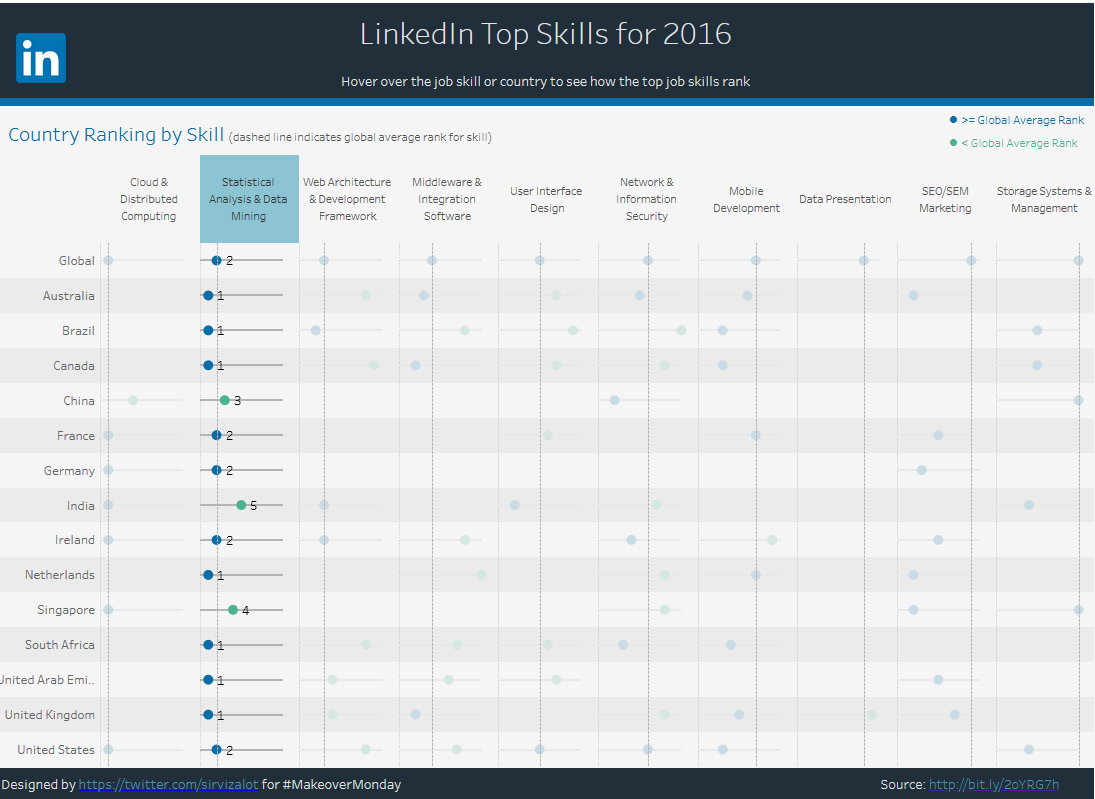 in
LinkedIn Top Skills for 2016
Hover over the job skill or country to see how the top job skills rank
Country Ranking by Skill (dashed line indicates global average rank for skill)
>= Global Average Rank
< Global Average Rank
Cloud &
Distributed
Computing
Statistical
Analysis & Data
Mining
Web Architecture
& Development
Framework
Middleware &
Integration
Software
User Interface
Design
Network &
Information
Security
Mobile
Development
Data Presentation
SEO/SEM
Marketing
Storage Systems &
Management
Global 2
Australia 1
Brazil 1
Canada 1
China 3
France 2
Germany 2
India 5
Ireland 2
Netherlands 1
Singapore 4
South Africa 1
United Arab Emi.. 1
United Kingdom 1
United States 2
Designed by https://twitter.com/sirvizalot for #MakeoverMonday
Source: http://bit.ly/2oYRG7h